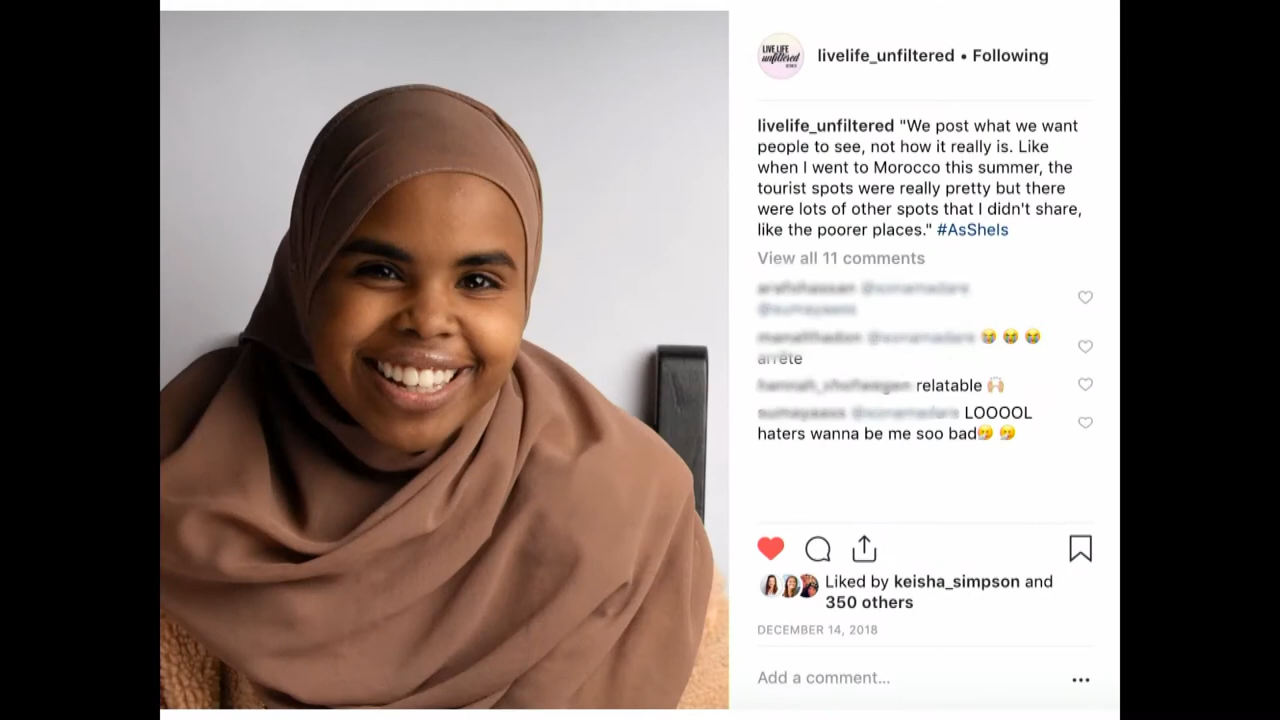 LIVE LIFE
unfiltered
livelife_unfiltered • Following
livelife_unfiltered "We post what we want
people to see, not how it really is. Like
when I went to Morocco this summer, the
tourist spots were really pretty but there
were lots of other spots that I didn't share,
like the poorer places." #AsSheIs
View all 11 comments
😭 😭 😭
arrête
relatable 🙌🏼
LOOOOL
haters wanna be me soo bad🤧 🤧
Liked by keisha_simpson and
350 others
DECEMBER 14, 2018
Add a comment...